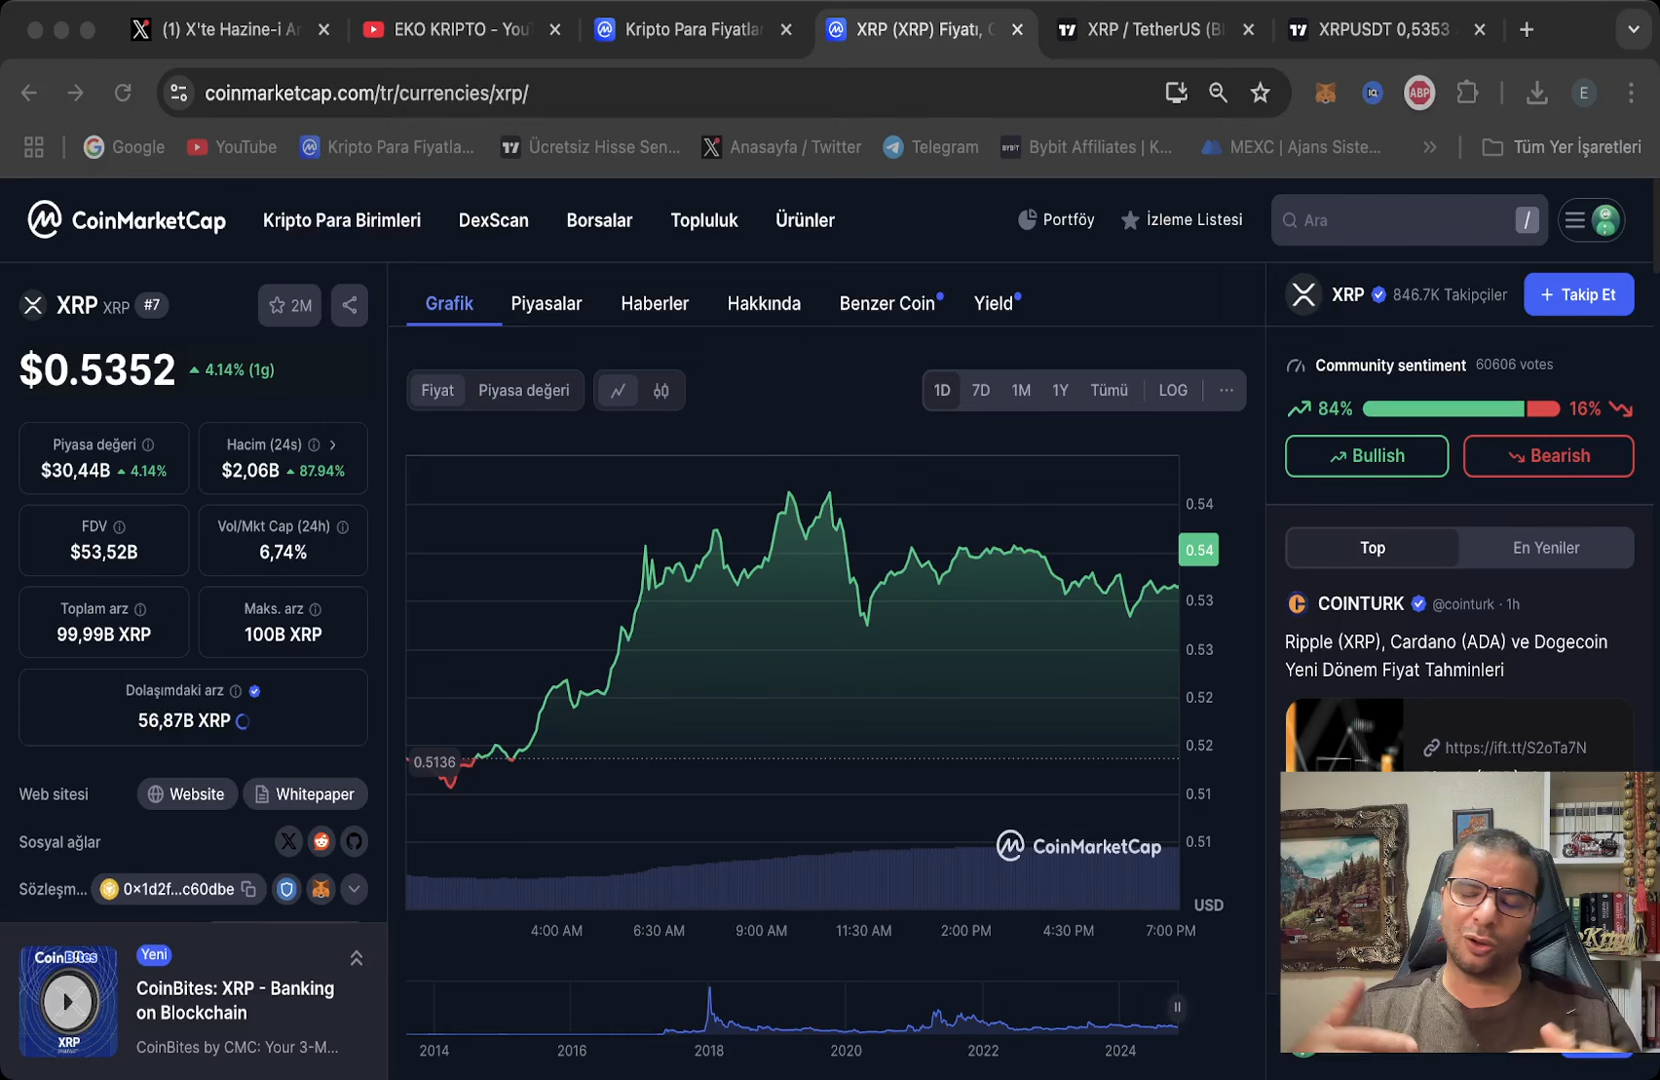 (1) X'te Hazine-i Ar
EKO KRIPTO - YouT
Kripto Para Fiyatlar
XRP (XRP) Fiyatı, G
XRP / TetherUS (BI
XRPUSDT 0,5353
coinmarketcap.com/tr/currencies/xrp/
ABP
E
Google
YouTube
Kripto Para Fiyatla...
Ücretsiz Hisse Sen...
Anasayfa / Twitter
Telegram
BYBIT
Bybit Affiliates | K...
MEXC | Ajans Siste...
Tüm Yer İşaretleri
CoinMarketCap
Kripto Para Birimleri
DexScan
Borsalar
Topluluk
Ürünler
Portföy
İzleme Listesi
Ara
/
XRP XRP #7
2M
$0.5352
4.14% (1g)
Piyasa değeri
$30,44B 4.14%
Hacim (24s)
$2,06B 87.94%
FDV
$53,52B
Vol/Mkt Cap (24h)
6,74%
Toplam arz
99,99B XRP
Maks. arz
100B XRP
Dolaşımdaki arz
56,87B XRP
Web sitesi
Website
Whitepaper
Sosyal ağlar
Sözleşm...
0x1d2f...c60dbe
CoinBites
XRP
Yeni
CoinBites: XRP - Banking
on Blockchain
CoinBites by CMC: Your 3-M...
Grafik
Piyasalar
Haberler
Hakkında
Benzer Coin
Yield
Fiyat
Piyasa değeri
1D
7D
1M
1Y
Tümü
LOG
0.54
0.54
0.53
0.53
0.52
0.52
0.51
0.51
0.5136
CoinMarketCap
USD
4:00 AM
6:30 AM
9:00 AM
11:30 AM
2:00 PM
4:30 PM
7:00 PM
2014
2016
2018
2020
2022
2024
XRP
846.7K Takipçiler
+ Takip Et
Community sentiment 60606 votes
84%
16%
Bullish
Bearish
Top
En Yeniler
COINTURK @cointurk · 1h
Ripple (XRP), Cardano (ADA) ve Dogecoin
Yeni Dönem Fiyat Tahminleri
https://ift.tt/S2oTa7N